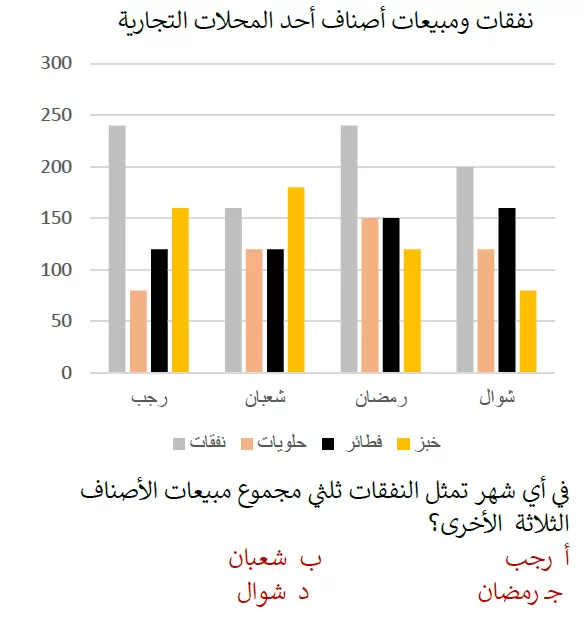 نفقات ومبيعات أصناف أحد المحلات التجارية
300
250
200
150
100
50
0
رجب شعبان رمضان شوال
نفقات حلويات فطائر خبز
في أي شهر تمثل النفقات ثلثي مجموع مبيعات الأصناف
الثلاثة الأخرى؟
أ رجب ب شعبان
جـ رمضان د شوال